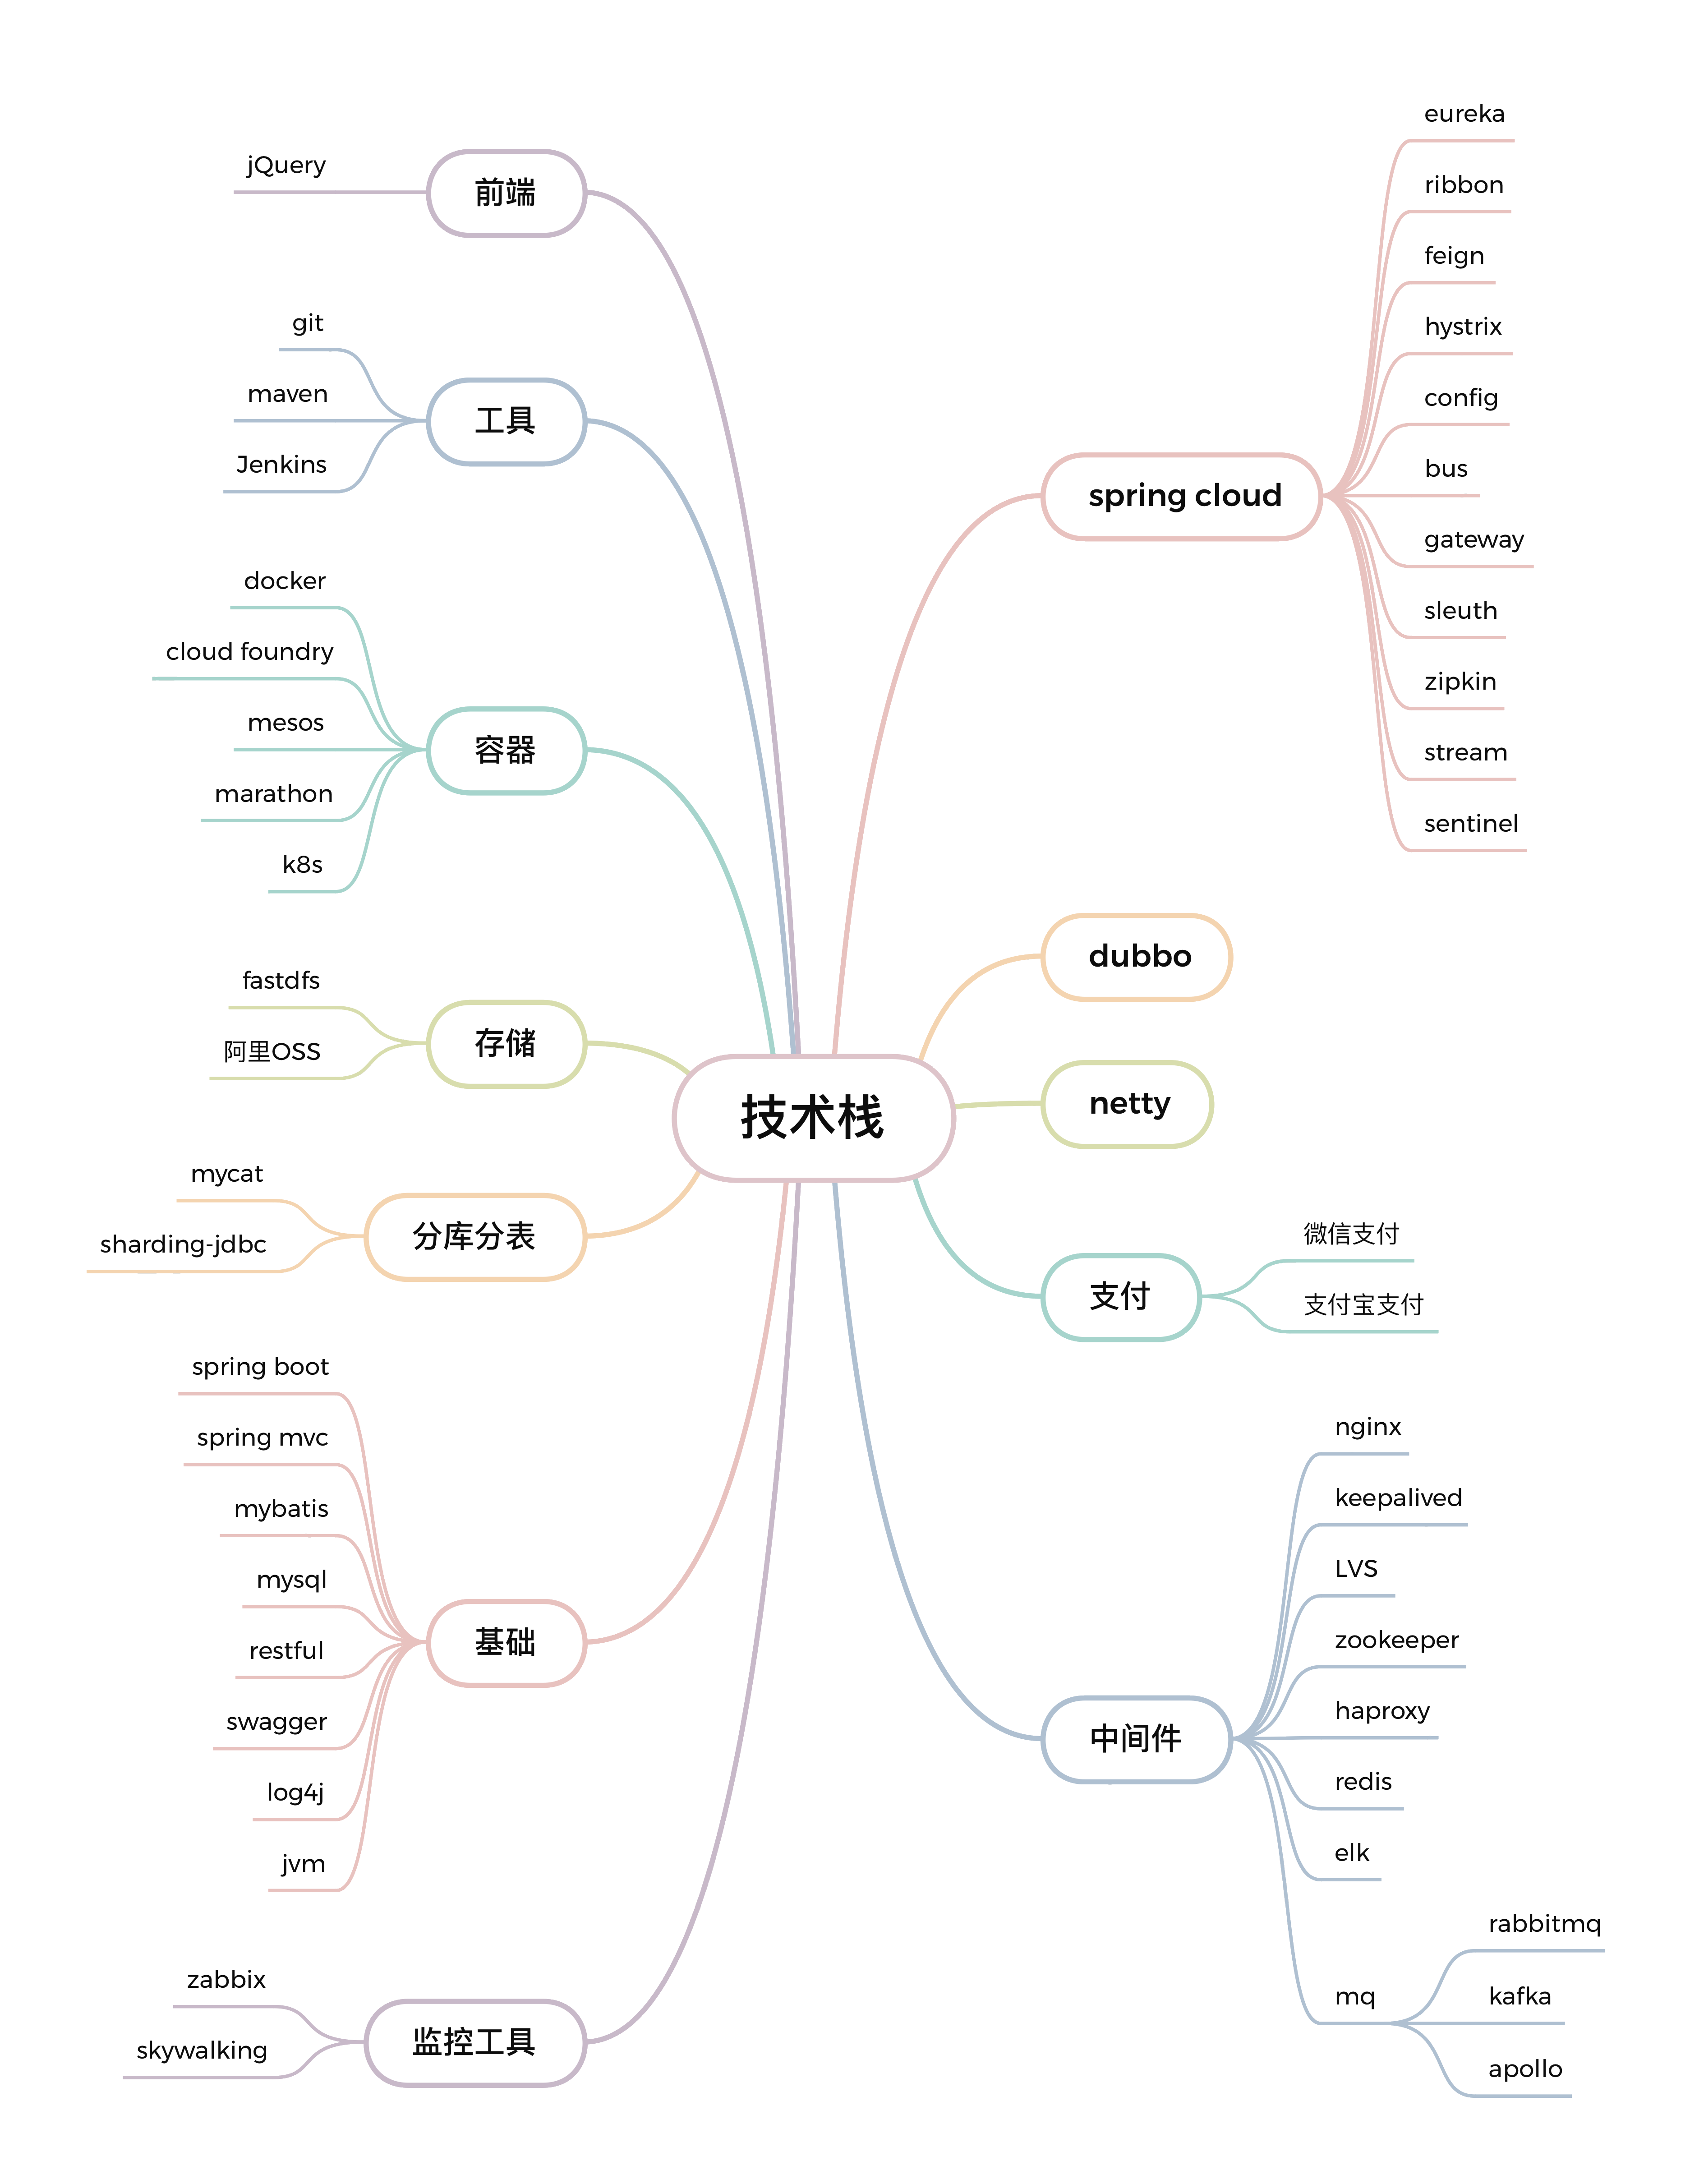 技术栈
spring cloud
eureka
ribbon
feign
hystrix
config
bus
gateway
sleuth
zipkin
stream
sentinel
dubbo
netty
支付
微信支付
支付宝支付
中间件
nginx
keepalived
LVS
zookeeper
haproxy
redis
elk
mq
rabbitmq
kafka
apollo
前端
jQuery
工具
git
maven
Jenkins
容器
docker
cloud foundry
mesos
marathon
k8s
存储
fastdfs
阿里OSS
分库分表
mycat
sharding-jdbc
基础
spring boot
spring mvc
mybatis
mysql
restful
swagger
log4j
jvm
监控工具
zabbix
skywalking